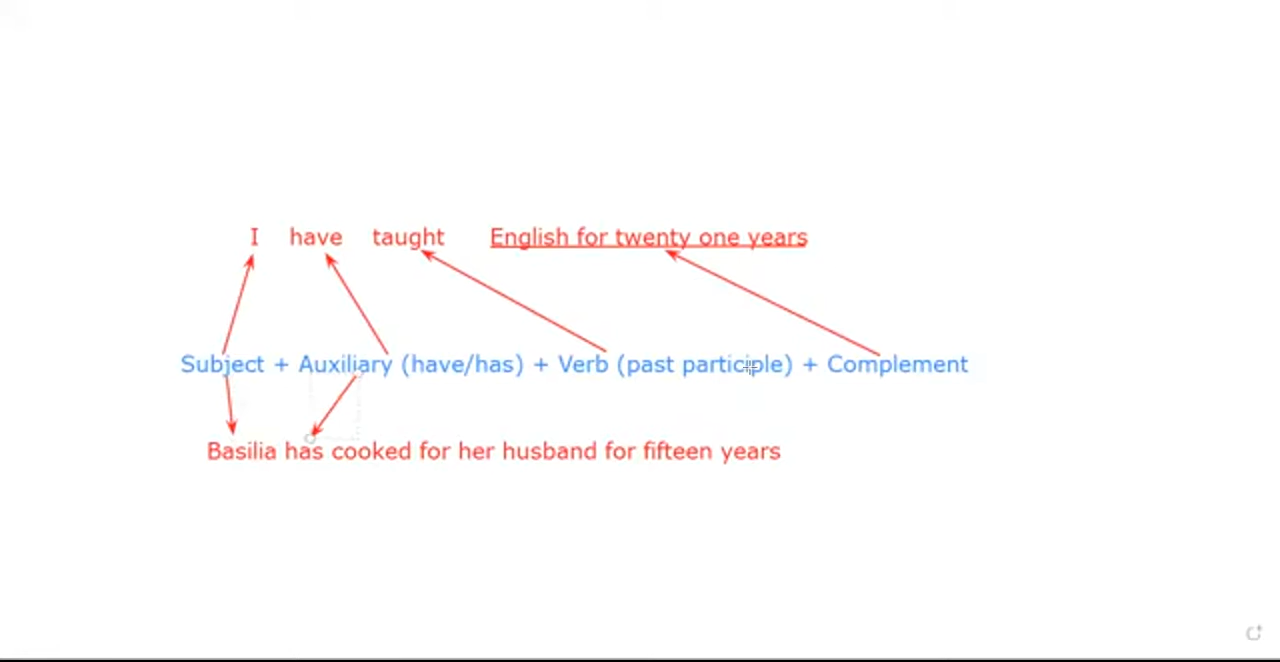 I have taught English for twenty one years
Subject + Auxiliary (have/has) + Verb (past participle) + Complement
Basilia has cooked for her husband for fifteen years